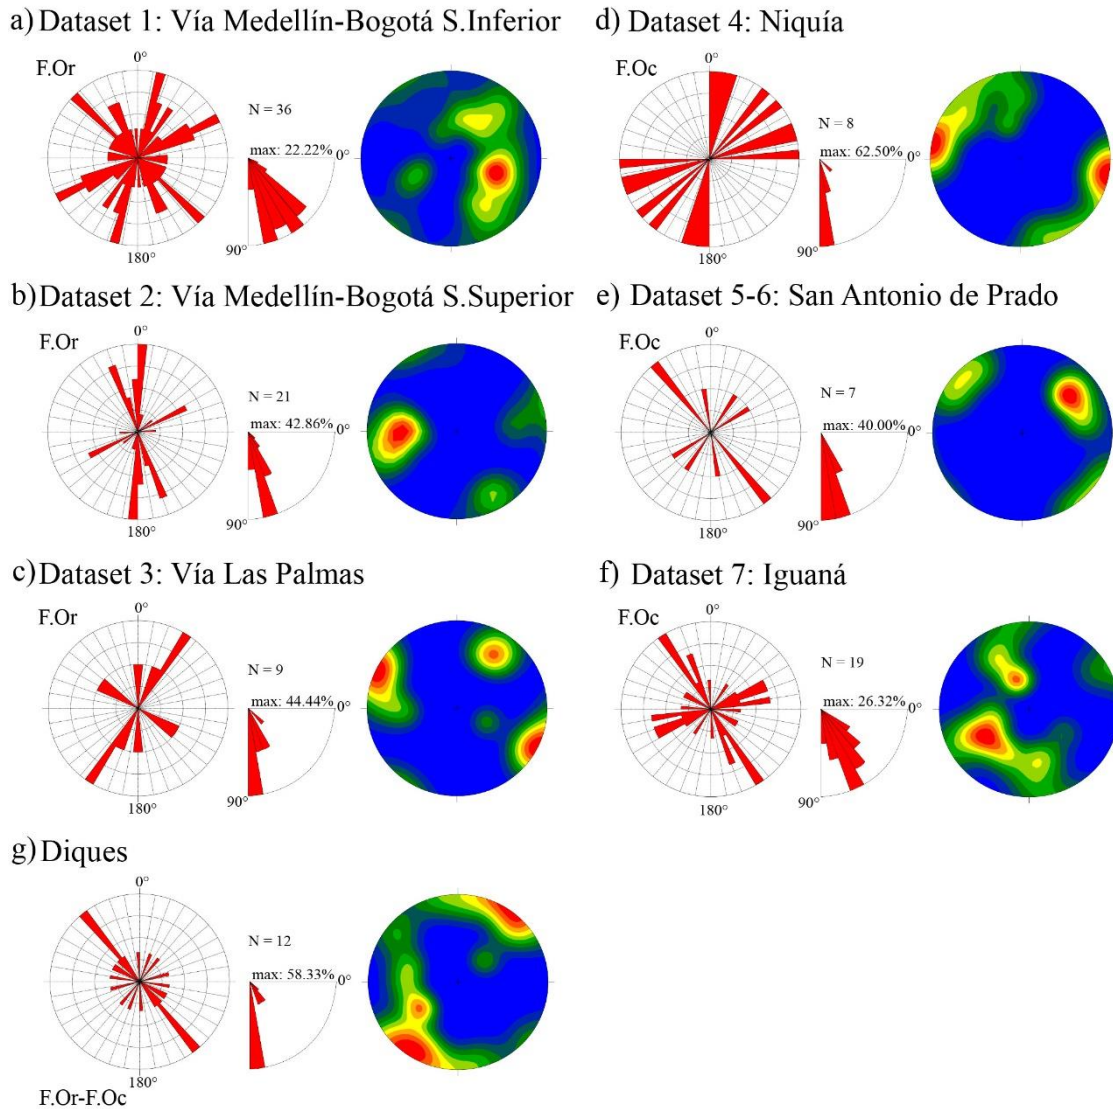 a) Dataset 1: Vía Medellín-Bogotá S.Inferior
F.Or
0°
N = 36
max: 22.22%
0°
90°
180°
b) Dataset 2: Vía Medellín-Bogotá S.Superior
F.Or
0°
N = 21
max: 42.86%
0°
90°
180°
c) Dataset 3: Vía Las Palmas
F.Or
0°
N = 9
max: 44.44%
0°
90°
180°
g) Diques
0°
N = 12
max: 58.33%
0°
90°
180°
F.Or-F.Oc
d) Dataset 4: Niquía
F.Oc
0°
N = 8
max: 62.50%
0°
90°
180°
e) Dataset 5-6: San Antonio de Prado
F.Oc
0°
N = 7
max: 40.00%
0°
90°
180°
f) Dataset 7: Iguaná
F.Oc
0°
N = 19
max: 26.32%
0°
90°
180°